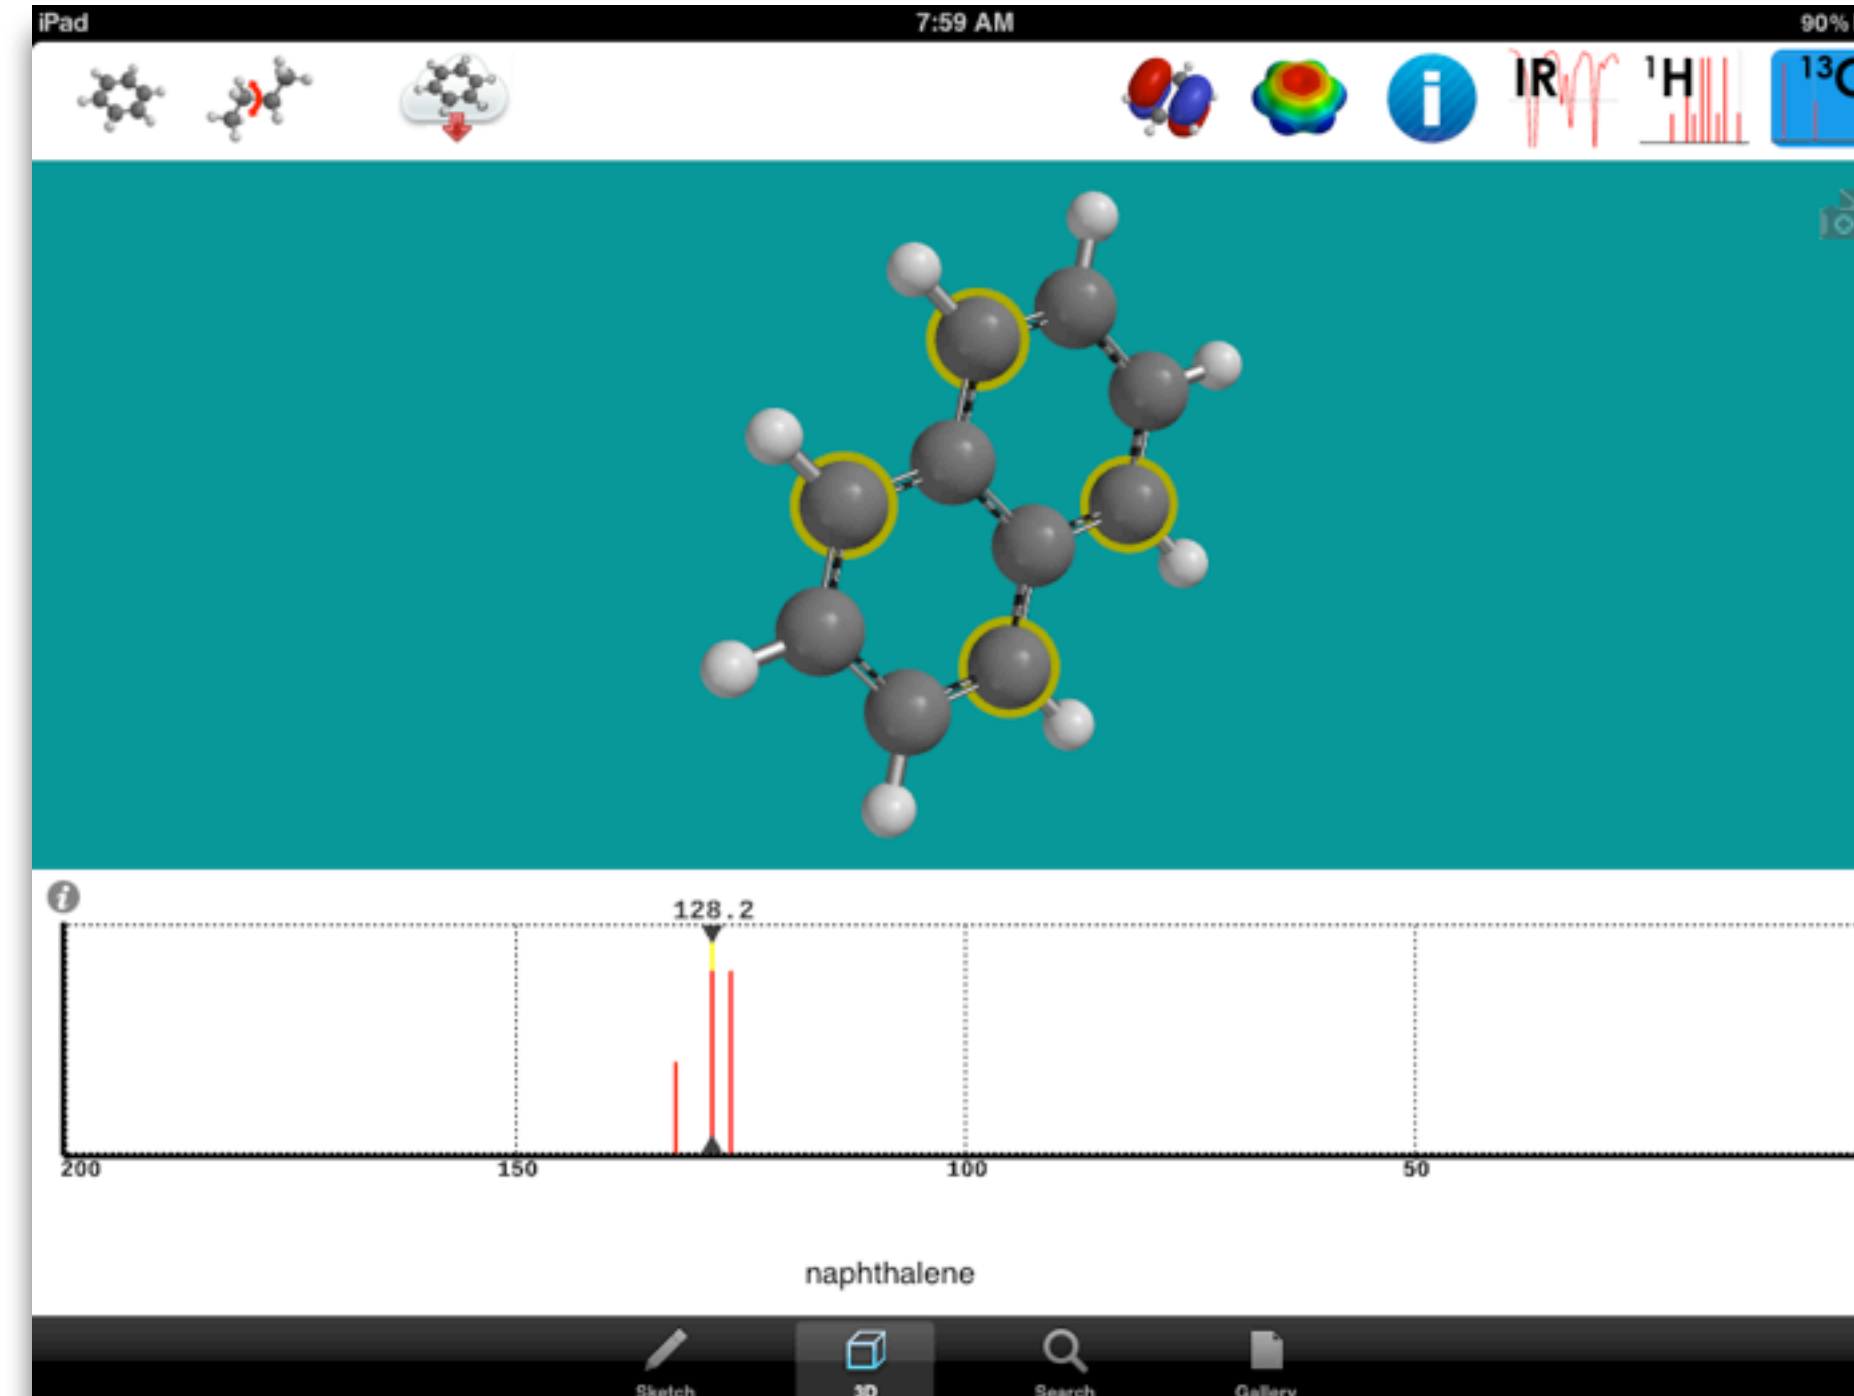 iPad 7:59 AM 90%
IR 1H 13C
128.2
200 150 100 50
naphthalene
Sketch 3D Search Gallery